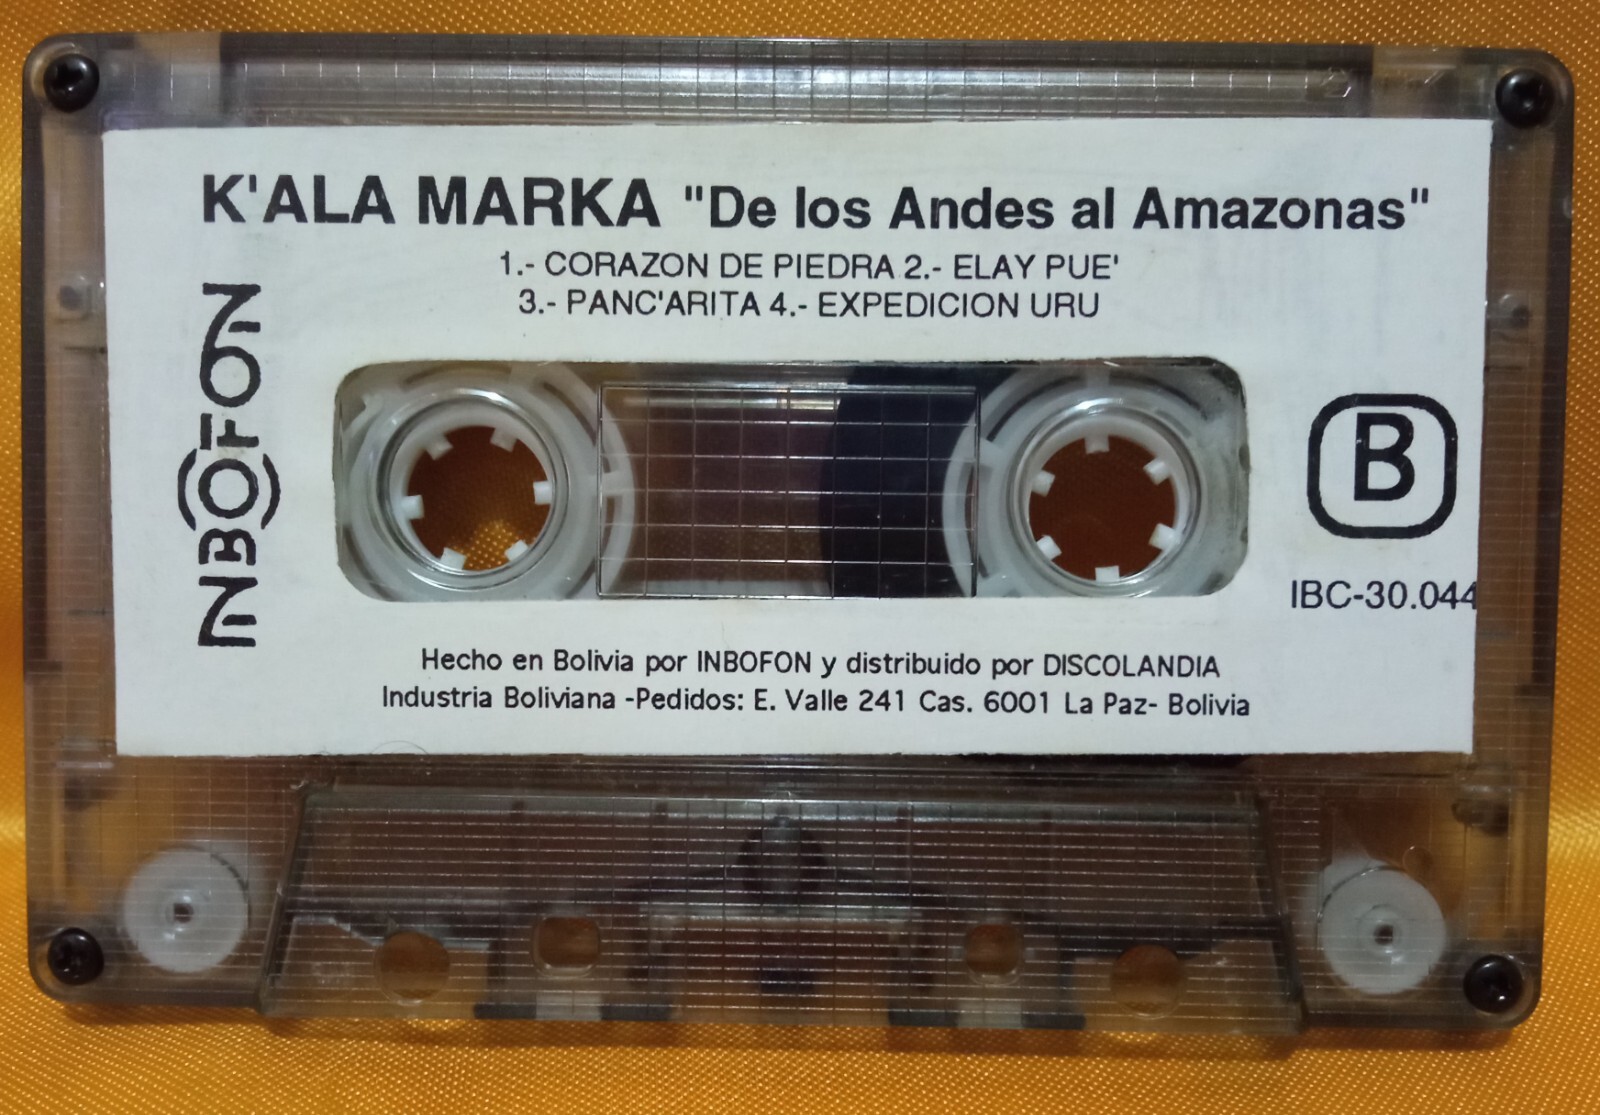 K'ALA MARKA "De los Andes al Amazonas"
1.- CORAZON DE PIEDRA 2.- ELAY PUE'
3.- PANC'ARITA 4.- EXPEDICION URU
INBOFON
B
IBC-30.044
Hecho en Bolivia por INBOFON y distribuido por DISCOLANDIA
Industria Boliviana -Pedidos: E. Valle 241 Cas. 6001 La Paz- Bolivia